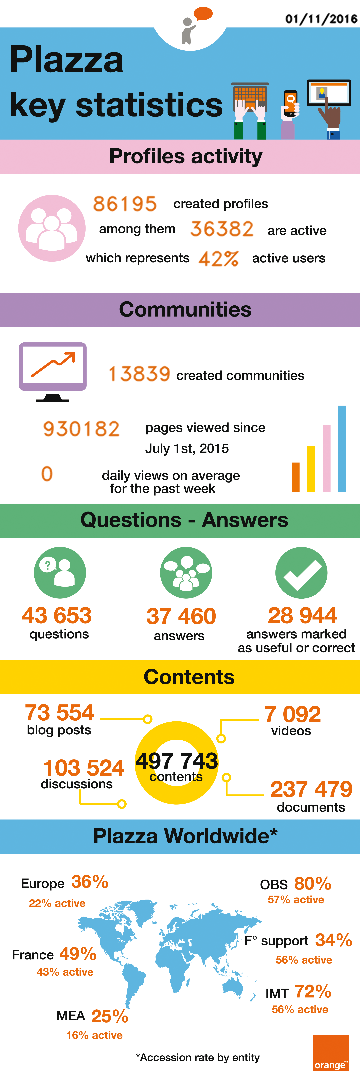 01/11/2016
Plazza
key statistics
Profiles activity
86195 created profiles
among them 36382 are active
which represents 42% active users
Communities
13839 created communities
930182 pages viewed since
July 1st, 2015
0 daily views on average
for the past week
Questions - Answers
?
43 653 37 460 28 944
questions answers answers marked
as useful or correct
Contents
73 554 7 092
blog posts videos
497 743
contents
103 524
discussions
237 479
documents
Plazza Worldwide*
Europe 36% OBS 80%
22% active 57% active
F° support 34%
France 49% 56% active
43% active
IMT 72%
56% active
MEA 25%
16% active
*Accession rate by entity
orange™